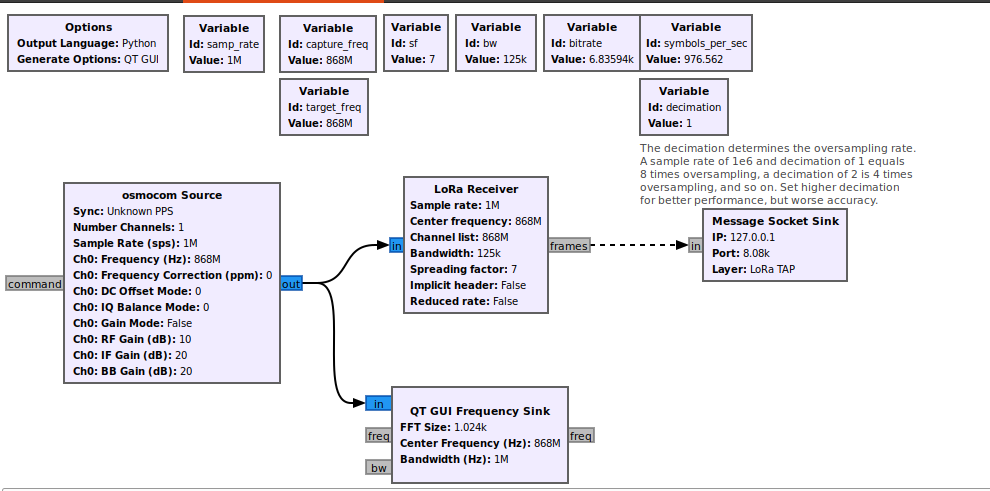 Options
Output Language: Python
Generate Options: QT GUI
Variable
Id: samp_rate
Value: 1M
Variable
Id: capture_freq
Value: 868M
Variable
Id: sf
Value: 7
Variable
Id: bw
Value: 125k
Variable
Id: bitrate
Value: 6.83594k
Variable
Id: symbols_per_sec
Value: 976.562
Variable
Id: target_freq
Value: 868M
Variable
Id: decimation
Value: 1
The decimation determines the oversampling rate.
A sample rate of 1e6 and decimation of 1 equals
8 times oversampling, a decimation of 2 is 4 times
oversampling, and so on. Set higher decimation
for better performance, but worse accuracy.
command
osmocom Source
Sync: Unknown PPS
Number Channels: 1
Sample Rate (sps): 1M
Ch0: Frequency (Hz): 868M
Ch0: Frequency Correction (ppm): 0
Ch0: DC Offset Mode: 0
Ch0: IQ Balance Mode: 0
Ch0: Gain Mode: False
Ch0: RF Gain (dB): 10
Ch0: IF Gain (dB): 20
Ch0: BB Gain (dB): 20
out
in
LoRa Receiver
Sample rate: 1M
Center frequency: 868M
Channel list: 868M
Bandwidth: 125k
Spreading factor: 7
Implicit header: False
Reduced rate: False
frames
in
Message Socket Sink
IP: 127.0.0.1
Port: 8.08k
Layer: LoRa TAP
in
freq
bw
QT GUI Frequency Sink
FFT Size: 1.024k
Center Frequency (Hz): 868M
Bandwidth (Hz): 1M
freq